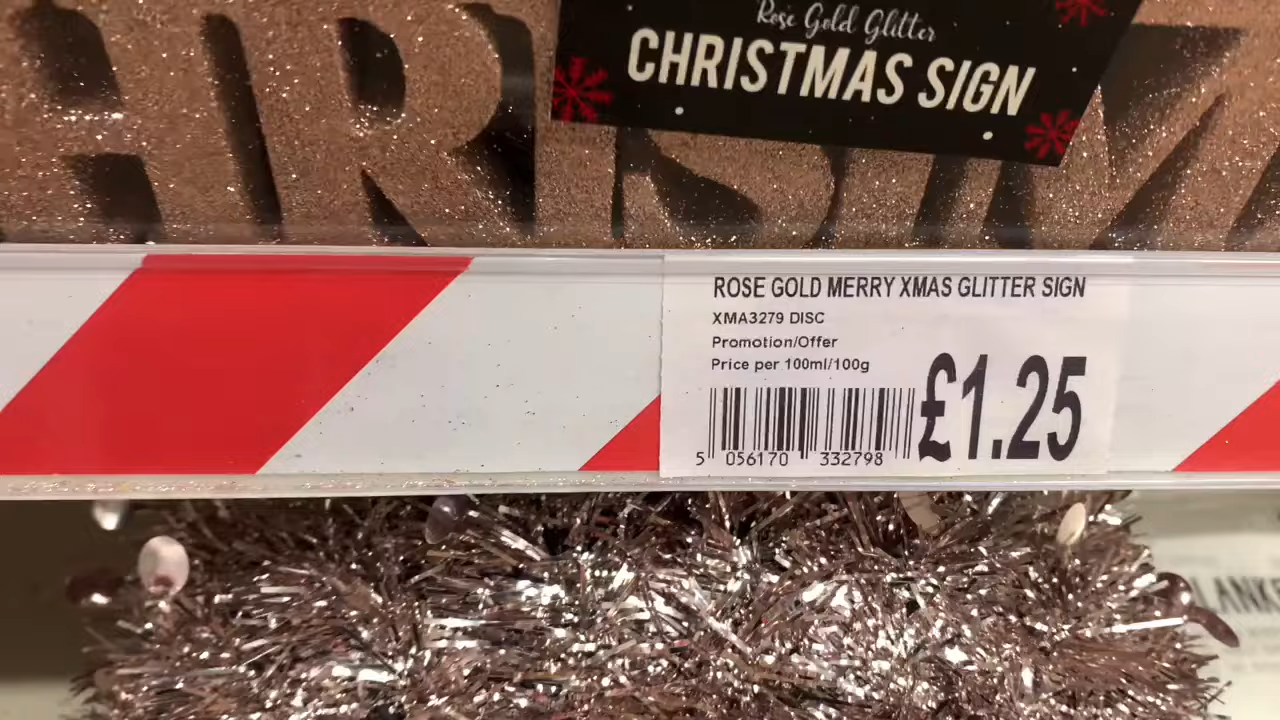 Rose Gold Glitter
CHRISTMAS SIGN
ROSE GOLD MERRY XMAS GLITTER SIGN
XMA3279 DISC
Promotion/Offer
Price per 100ml/100g
£1.25
5 056170 332798